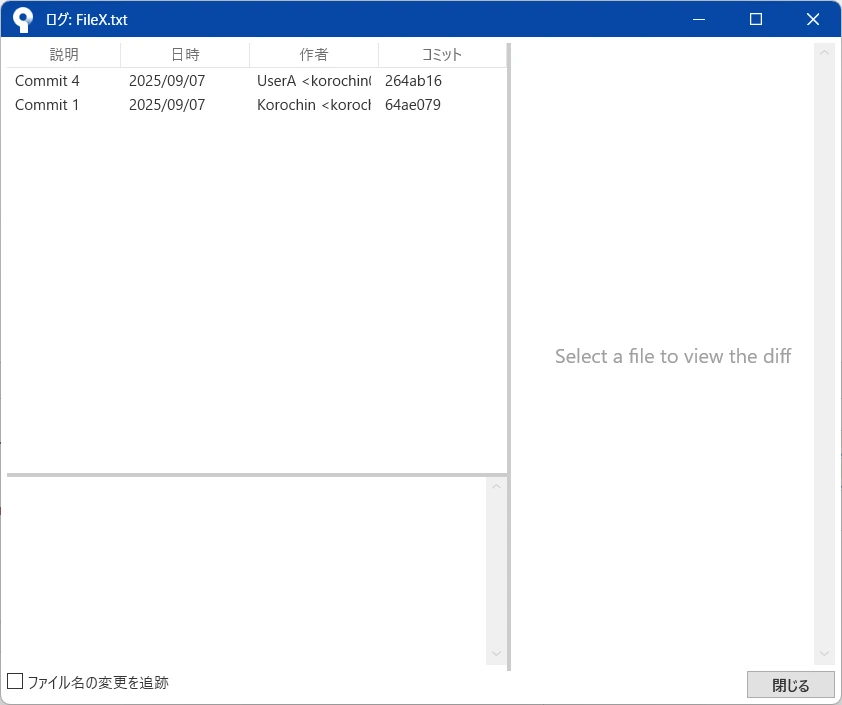 ログ: FileX.txt
説明 日時 作者 コミット
Commit 4 2025/09/07 UserA <korochin 264ab16
Commit 1 2025/09/07 Korochin <koroch 64ae079
Select a file to view the diff
ファイル名の変更を追跡
閉じる